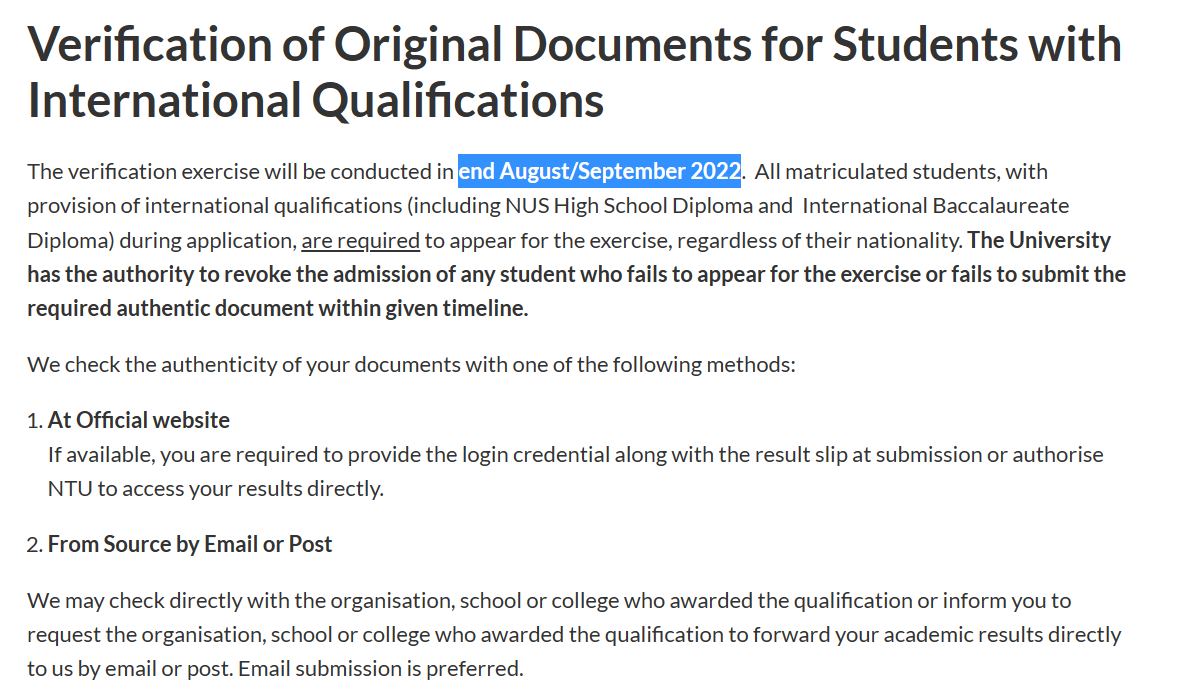 Verification of Original Documents for Students with
International Qualifications
The verification exercise will be conducted in end August/September 2022.  All matriculated students, with
provision of international qualifications (including NUS High School Diploma and  International Baccalaureate
Diploma) during application, are required to appear for the exercise, regardless of their nationality. The University
has the authority to revoke the admission of any student who fails to appear for the exercise or fails to submit the
required authentic document within given timeline.
We check the authenticity of your documents with one of the following methods:
1. At Official website
If available, you are required to provide the login credential along with the result slip at submission or authorise
NTU to access your results directly.
2. From Source by Email or Post
We may check directly with the organisation, school or college who awarded the qualification or inform you to
request the organisation, school or college who awarded the qualification to forward your academic results directly
to us by email or post. Email submission is preferred.